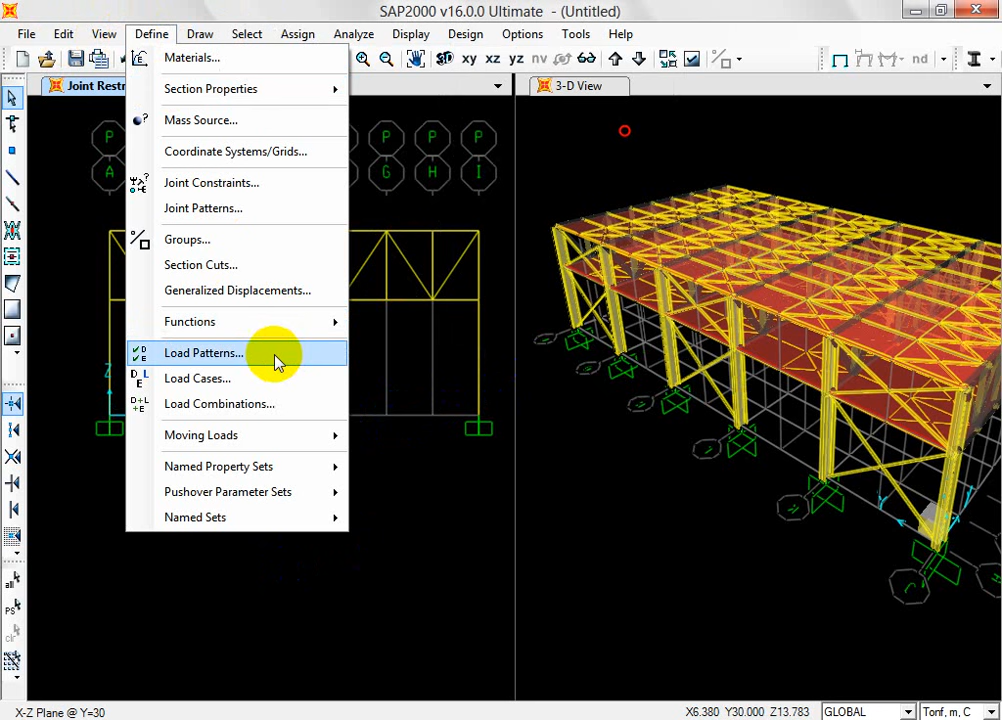 SAP2000 v16.0.0 Ultimate - (Untitled)
File Edit View Define Draw Select Assign Analyze Display Design Options Tools Help
xy xz yz nv nd
Joint Restr
3-D View
Materials...
Section Properties
Mass Source...
Coordinate Systems/Grids...
Joint Constraints...
Joint Patterns...
Groups...
Section Cuts...
Generalized Displacements...
Functions
Load Patterns...
Load Cases...
Load Combinations...
Moving Loads
Named Property Sets
Pushover Parameter Sets
Named Sets
P P P P
A G H I
Z
all
PS
clr
X-Z Plane @ Y=30
X6.380 Y30.000 Z13.783
GLOBAL
Tonf, m, C